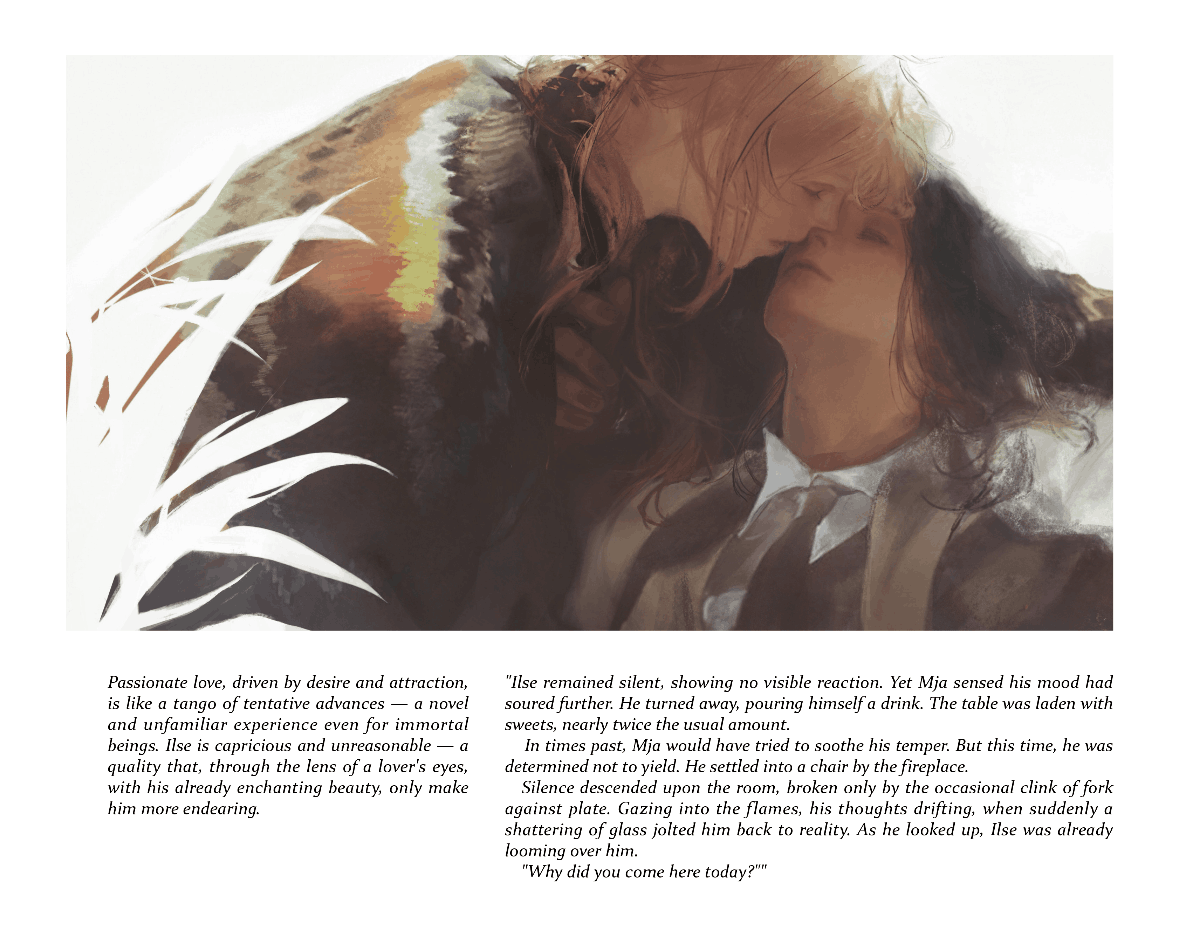 Passionate love, driven by desire and attraction,
is like a tango of tentative advances — a novel
and unfamiliar experience even for immortal
beings. Ilse is capricious and unreasonable — a
quality that, through the lens of a lover's eyes,
with his already enchanting beauty, only make
him more endearing.
"Ilse remained silent, showing no visible reaction. Yet Mja sensed his mood had
soured further. He turned away, pouring himself a drink. The table was laden with
sweets, nearly twice the usual amount.
In times past, Mja would have tried to soothe his temper. But this time, he was
determined not to yield. He settled into a chair by the fireplace.
Silence descended upon the room, broken only by the occasional clink of fork
against plate. Gazing into the flames, his thoughts drifting, when suddenly a
shattering of glass jolted him back to reality. As he looked up, Ilse was already
looming over him.
"Why did you come here today?""